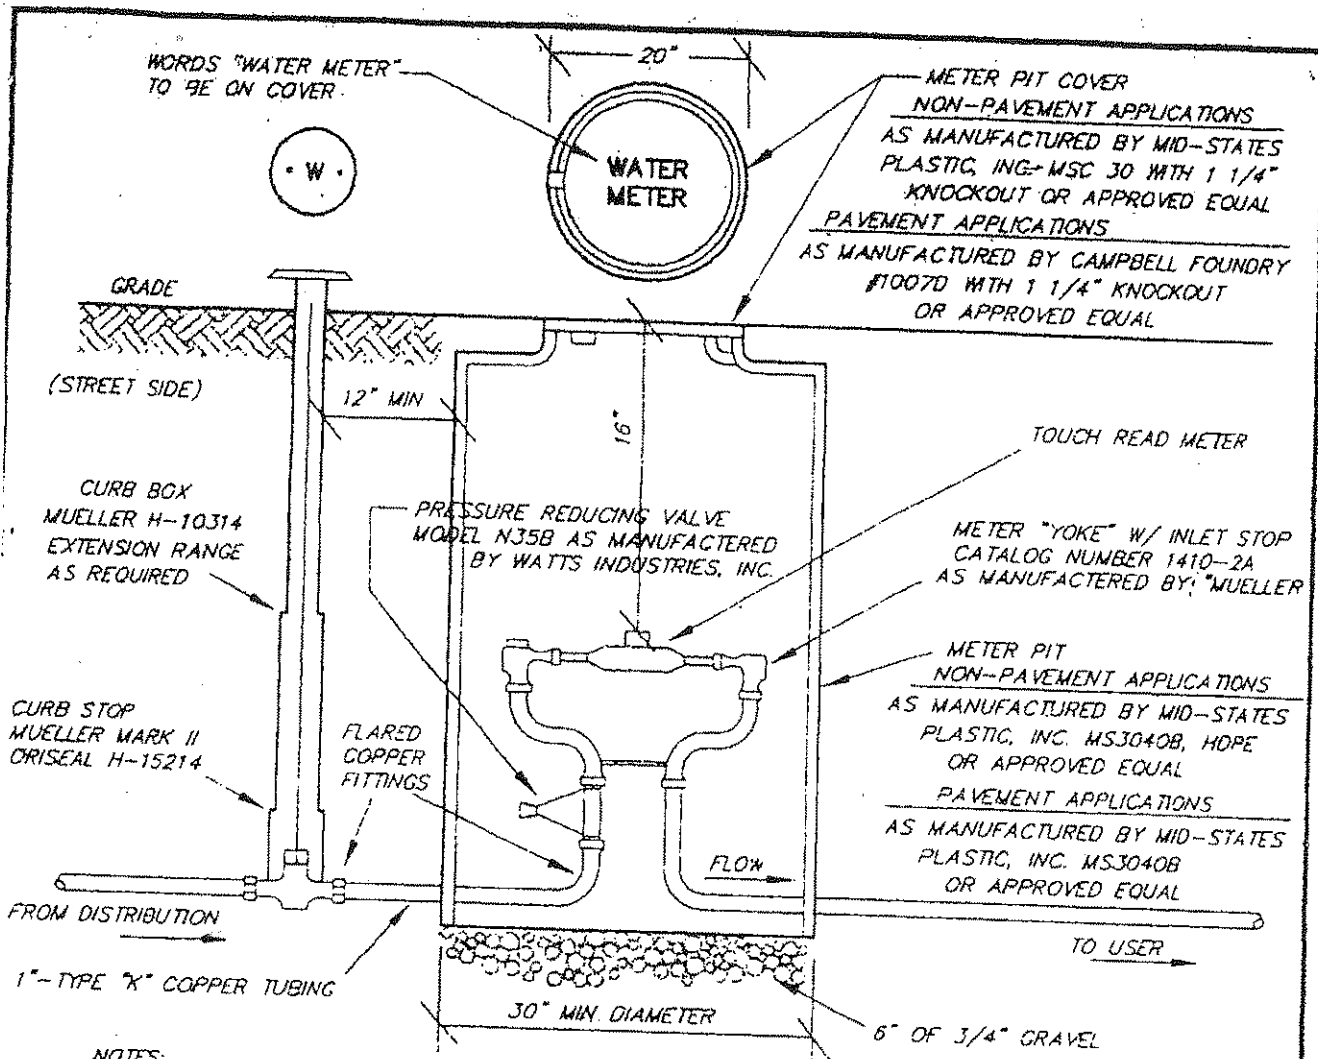 WORDS "WATER METER"
TO BE ON COVER
20"
METER PIT COVER
NON-PAVEMENT APPLICATIONS
AS MANUFACTURED BY MID-STATES
PLASTIC, ING- MSC 30 WITH 1 1/4"
KNOCKOUT OR APPROVED EQUAL
PAVEMENT APPLICATIONS
AS MANUFACTURED BY CAMPBELL FOUNDRY
#1007D WITH 1 1/4" KNOCKOUT
OR APPROVED EQUAL
W
WATER
METER
GRADE
(STREET SIDE)
12" MIN
16"
TOUCH READ METER
CURB BOX
MUELLER H-10314
EXTENSION RANGE
AS REQUIRED
PRESSURE REDUCING VALVE
MODEL N35B AS MANUFACTERED
BY WATTS INDUSTRIES, INC.
METER "YOKE" W/ INLET STOP
CATALOG NUMBER 1410-2A
AS MANUFACTERED BY: "MUELLER
METER PIT
NON-PAVEMENT APPLICATIONS
AS MANUFACTURED BY MID-STATES
PLASTIC, INC. MS3040B, HDPE
OR APPROVED EQUAL
PAVEMENT APPLICATIONS
AS MANUFACTURED BY MID-STATES
PLASTIC, INC. MS3040B
OR APPROVED EQUAL
CURB STOP
MUELLER MARK II
ORISEAL H-15214
FLARED
COPPER
FITTINGS
FLOW
FROM DISTRIBUTION
TO USER
1"-TYPE "K" COPPER TUBING
30" MIN. DIAMETER
6" OF 3/4" GRAVEL
NOTES: